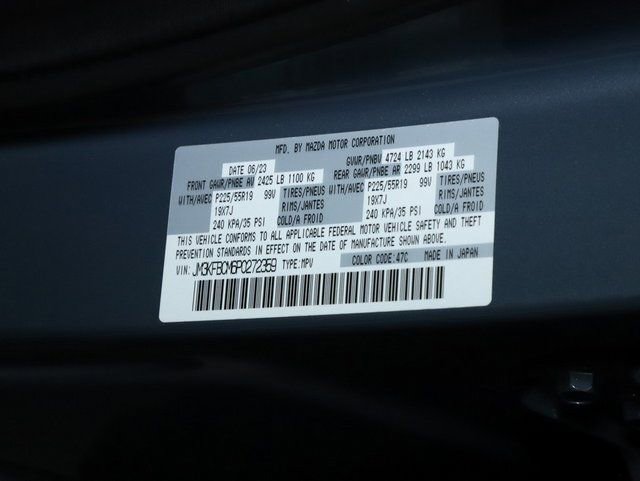 MFD. BY MAZDA MOTOR CORPORATION
DATE 06/23 GVWR/PNBV 4724 LB 2143 KG
FRONT GAWR/PNBE AV 2425 LB 1100 KG REAR GAWR/PNBE AR 2299 LB 1043 KG
WITH/AVEC P225/55R19 99V TIRES/PNEUS WITH/AVEC P225/55R19 99V TIRES/PNEUS
19X7J RIMS/JANTES 19X7J RIMS/JANTES
240 KPA/35 PSI COLD/A FROID 240 KPA/35 PSI COLD/A FROID
THIS VEHICLE CONFORMS TO ALL APPLICABLE FEDERAL MOTOR VEHICLE SAFETY AND THEFT
PREVENTION STANDARDS IN EFFECT ON THE DATE OF MANUFACTURE SHOWN ABOVE.
VIN: JM3KFBCM6P0272359 TYPE:MPV COLOR CODE:47C MADE IN JAPAN